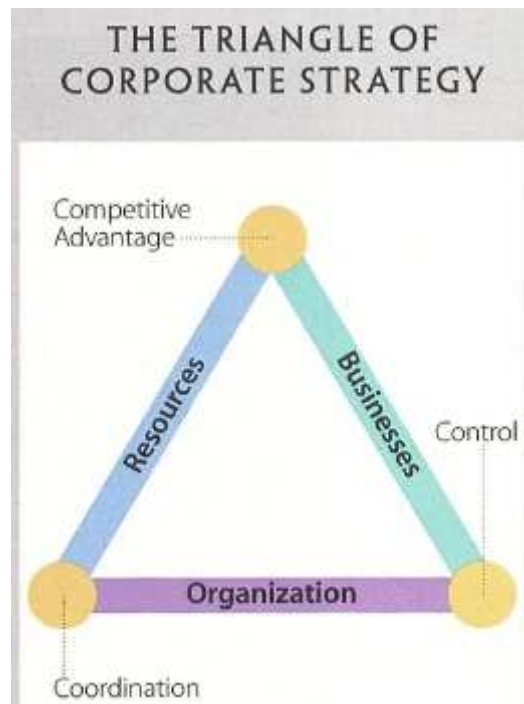 THE TRIANGLE OF
CORPORATE STRATEGY
Competitive
Advantage
Resources
Businesses
Control
Organization
Coordination